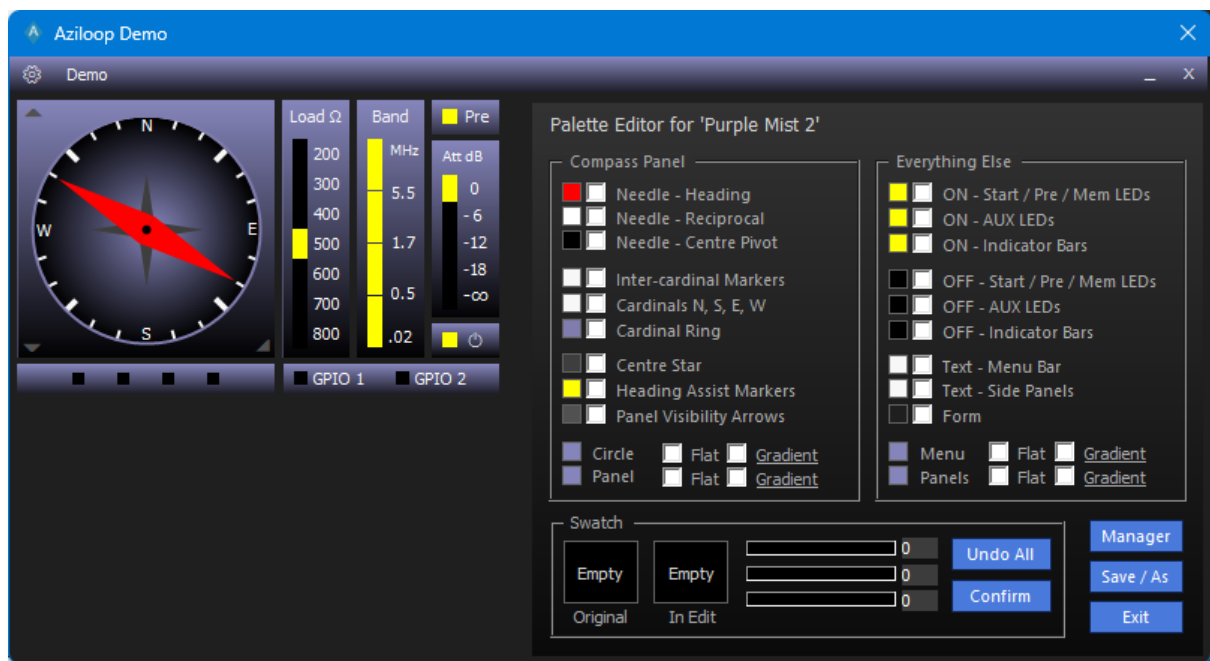 Aziloop Demo
Demo
N
W
E
S
Load Ω
200
300
400
500
600
700
800
Band
MHz
5.5
1.7
0.5
.02
Pre
Att dB
0
-6
-12
-18
-∞
GPIO 1
GPIO 2
Palette Editor for 'Purple Mist 2'
Compass Panel
Needle - Heading
Needle - Reciprocal
Needle - Centre Pivot
Inter-cardinal Markers
Cardinals N, S, E, W
Cardinal Ring
Centre Star
Heading Assist Markers
Panel Visibility Arrows
Circle Flat Gradient
Panel Flat Gradient
Everything Else
ON - Start / Pre / Mem LEDs
ON - AUX LEDs
ON - Indicator Bars
OFF - Start / Pre / Mem LEDs
OFF - AUX LEDs
OFF - Indicator Bars
Text - Menu Bar
Text - Side Panels
Form
Menu Flat Gradient
Panels Flat Gradient
Swatch
Empty
Original
Empty
In Edit
0
0
0
Undo All
Confirm
Manager
Save / As
Exit